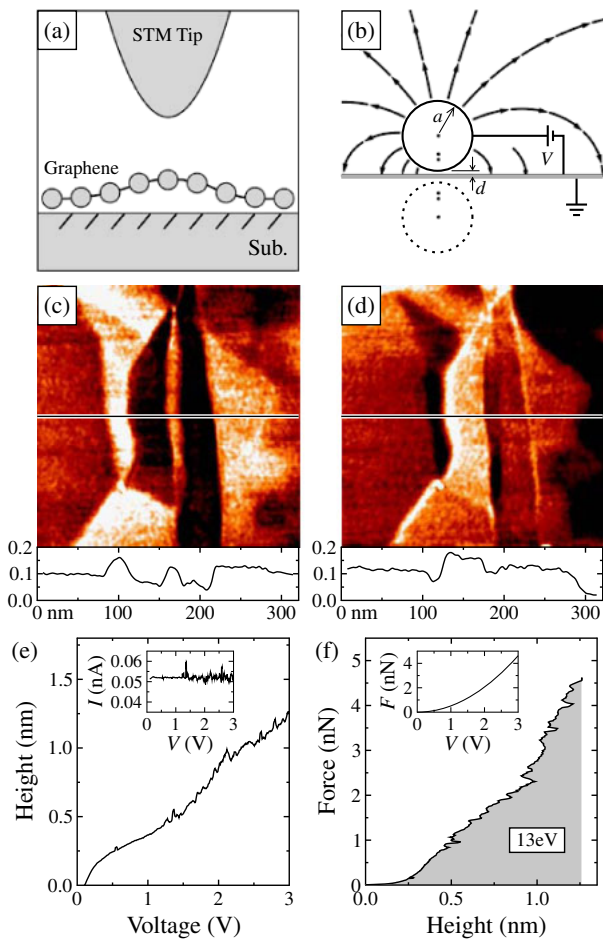 (a)
STM Tip
Graphene
Sub.
(b)
a
V
d
(c)
0.2
0.1
0.0
0 nm 100 200 300
(d)
0.2
0.1
0.0
0 nm 100 200 300
(e)
Height (nm)
1.5
1.0
0.5
0.0
0 1 2 3
Voltage (V)
I (nA)
0.06
0.05
0.04
0 1 2 3
V (V)
(f)
Force (nN)
5
4
3
2
1
0
0.5 1.0
Height (nm)
F (nN)
4
2
0
0 1 2 3
V (V)
13eV